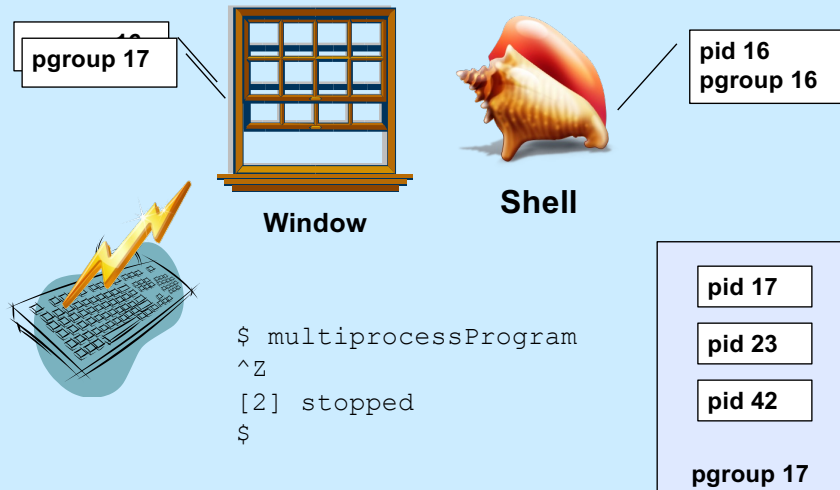 pgroup 17
pid 16
pgroup 16
Window
Shell
$ multiprocessProgram
^Z
[2] stopped
$
pid 17
pid 23
pid 42
pgroup 17